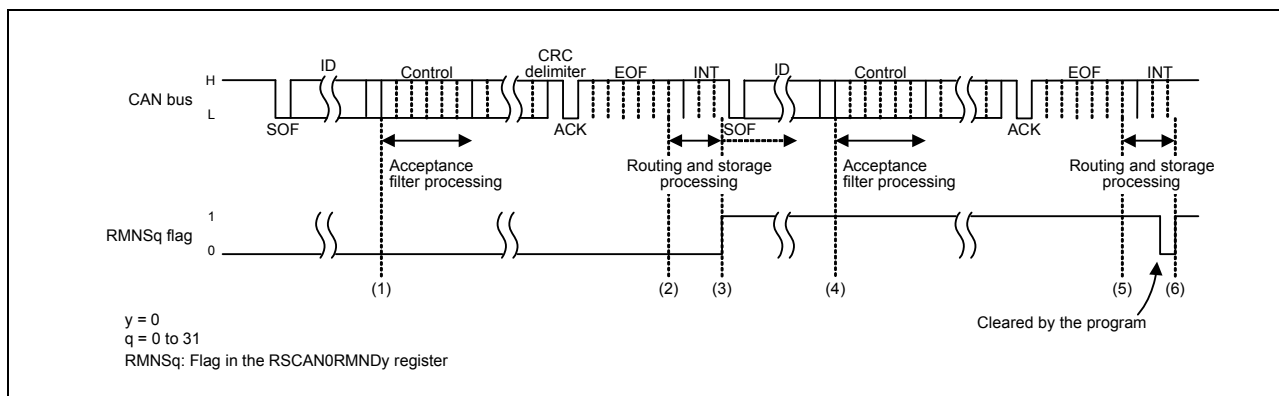 ID
Control
CRC
delimiter
EOF
INT
ID
Control
EOF
INT
CAN bus
H
L
SOF
ACK
SOF
ACK
Acceptance
filter processing
Routing and storage
processing
Acceptance
filter processing
Routing and storage
processing
RMNSq flag
1
0
(1)
(2)
(3)
(4)
(5)
(6)
Cleared by the program
y = 0
q = 0 to 31
RMNSq: Flag in the RSCAN0RMNDy register